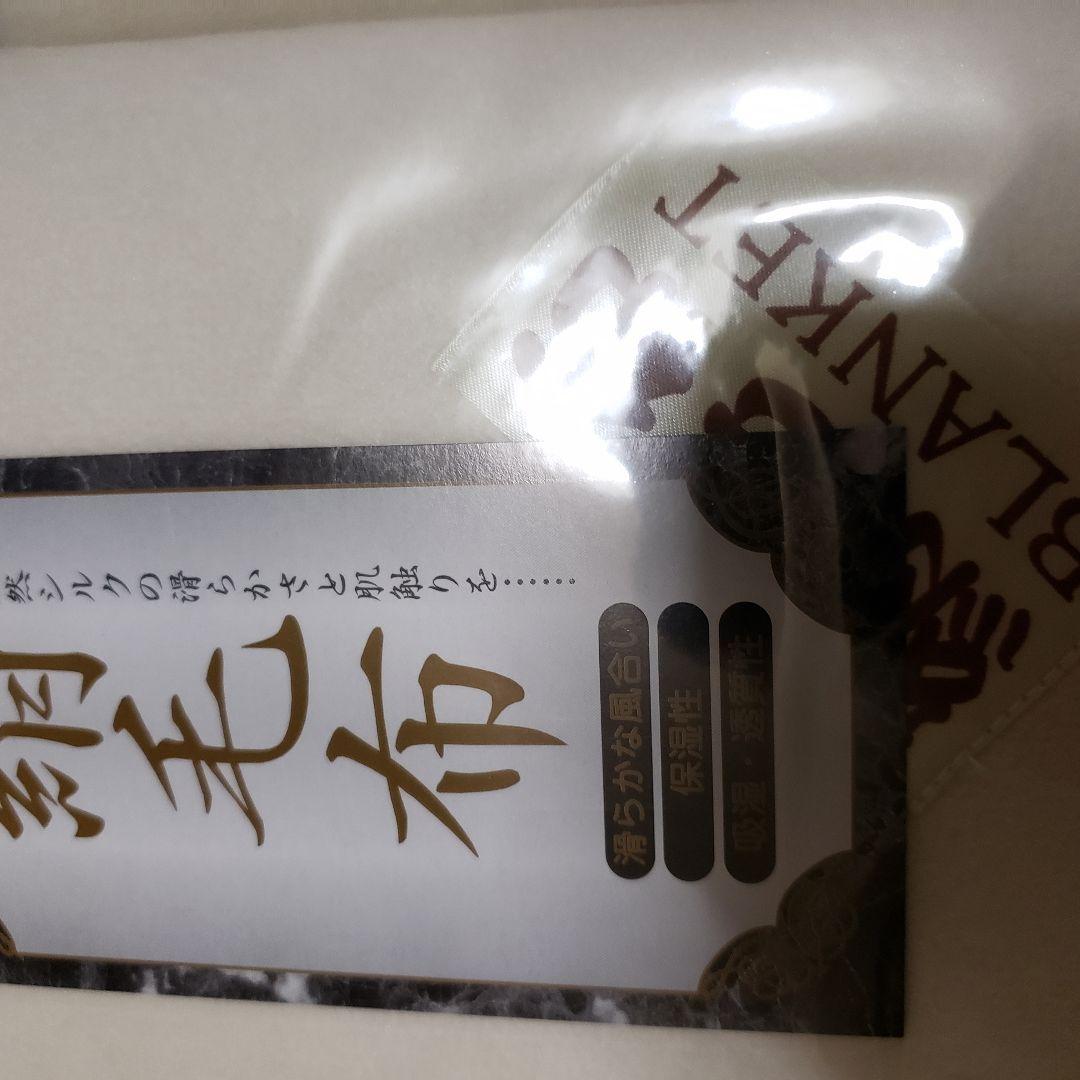 然シルクの滑らかさと肌触りを……
絹毛布
滑らかな風合い
保湿性
吸湿・透湿性
BLANKET